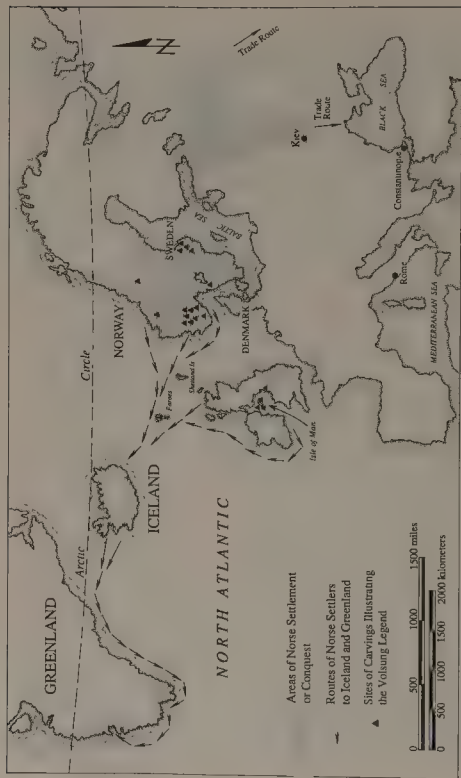 GREENLAND
Arctic
Circle
ICELAND
NORWAY
SWEDEN
BALTIC
SEA
DENMARK
Faroes
Shetland Is
Isle of Man
NORTH ATLANTIC
N
Trade Route
Kiev
Trade
Route
BLACK SEA
Rome
MEDITERRANEAN SEA
Areas of Norse Settlement
or Conquest
Routes of Norse Settlers
to Iceland and Greenland
Sites of Carvings Illustrating
the Volsung Legend
0 500 1000 1500 miles
0 500 1000 1500 2000 kilometers